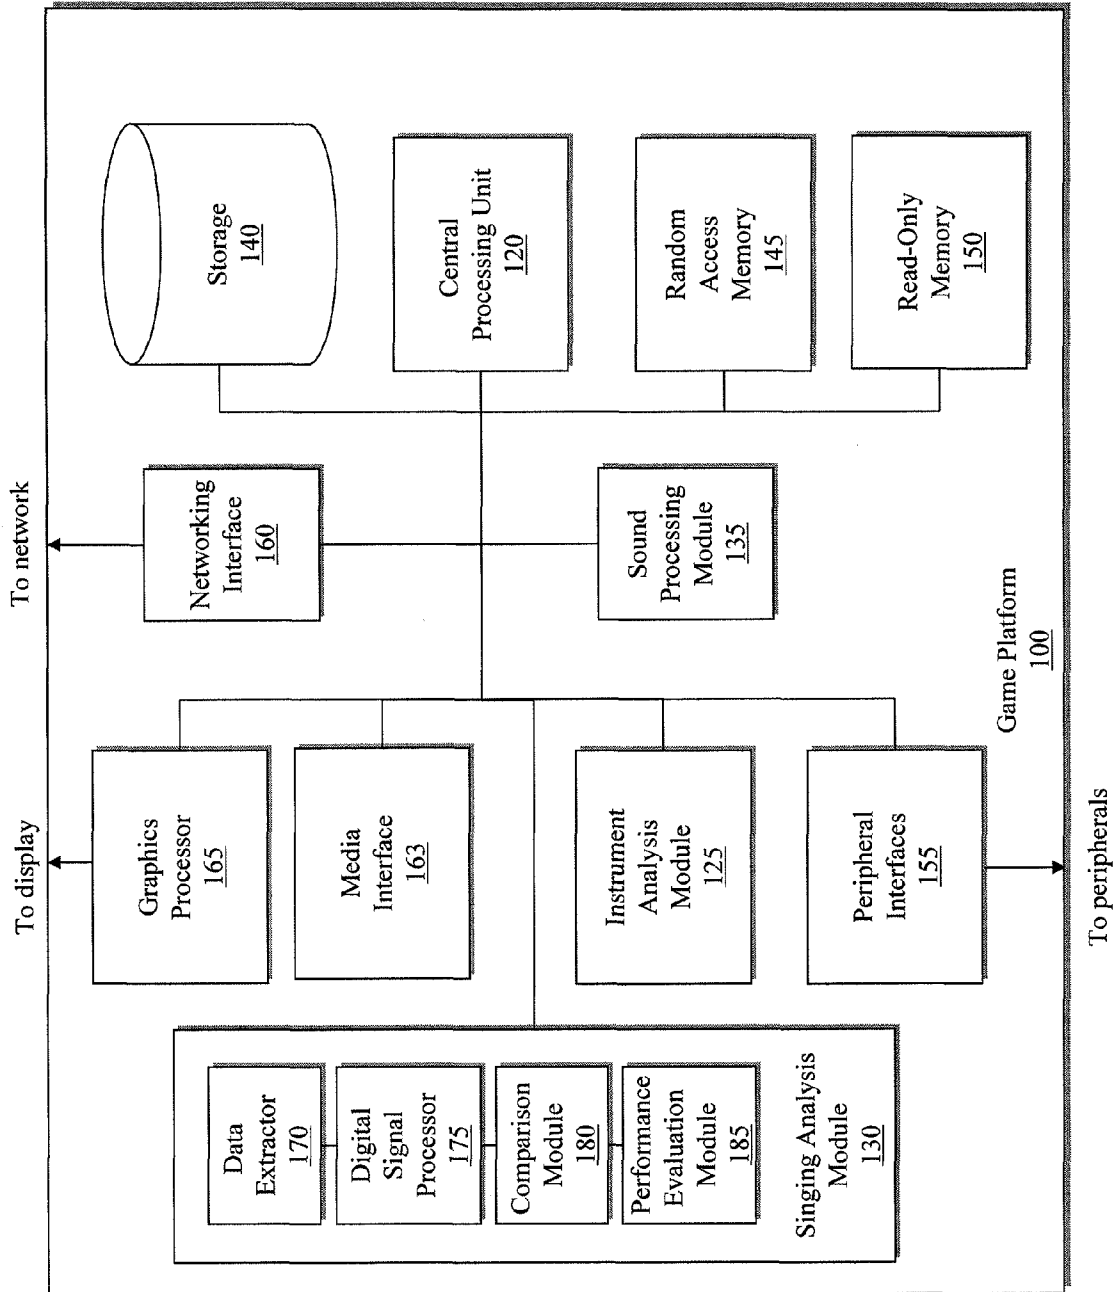 To display
To network
To peripherals
Game Platform
100
Data
Extractor
170
Digital
Signal
Processor
175
Comparison
Module
180
Performance
Evaluation
Module
185
Singing Analysis
Module
130
Graphics
Processor
165
Media
Interface
163
Instrument
Analysis
Module
125
Peripheral
Interfaces
155
Networking
Interface
160
Sound
Processing
Module
135
Storage
140
Central
Processing Unit
120
Random
Access
Memory
145
Read-Only
Memory
150